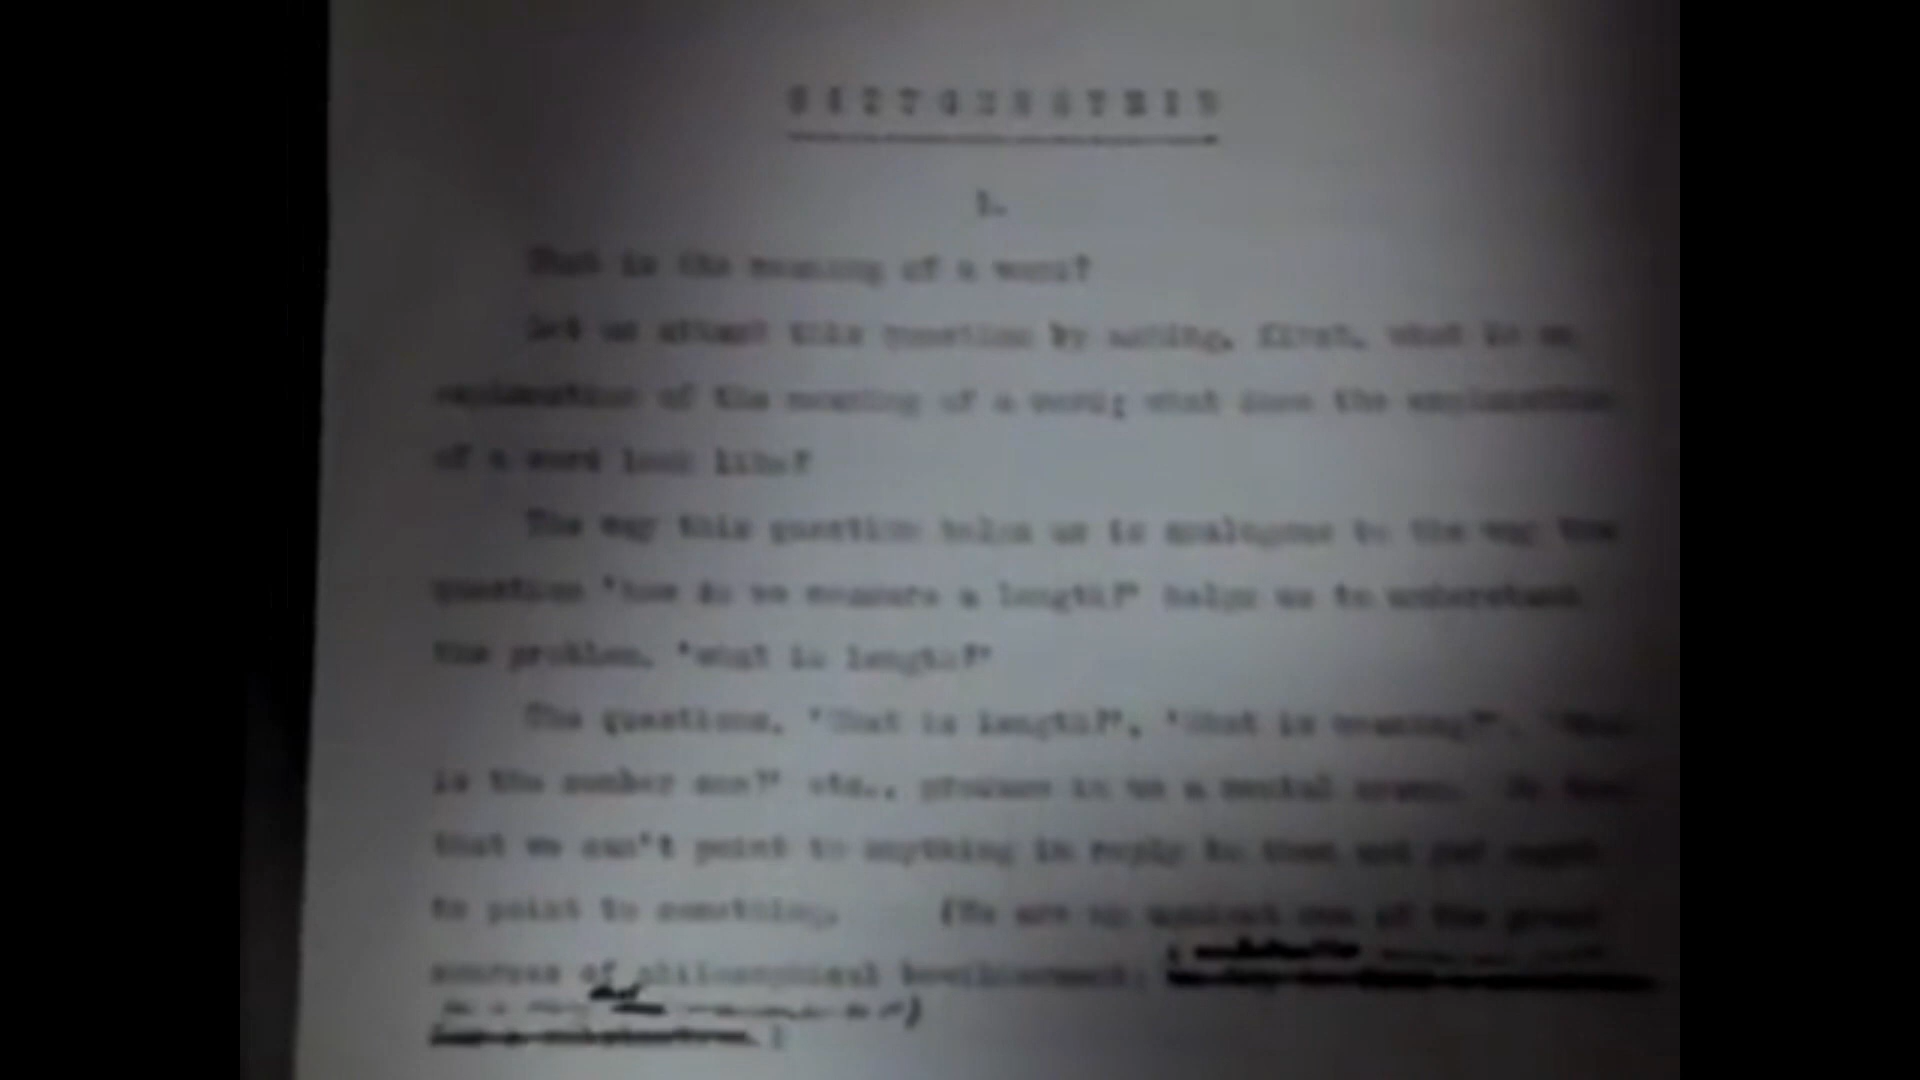 WITTGENSTEIN
1.
What is the meaning of a word?
Let us attack this question by asking, first, what is an
explanation of the meaning of a word; what does the explanation
of a word look like?
The way this question helps us is analogous to the way the
question "how do we measure a length?" helps us to understand
the problem, "what is length?"
The questions, "What is length?", "What is meaning?", "What
is the number one?" etc., produce in us a mental cramp. We feel
that we can't point to anything in reply to them and yet ought
to point to something. (We are up against one of the great
sources of philosophical bewilderment: